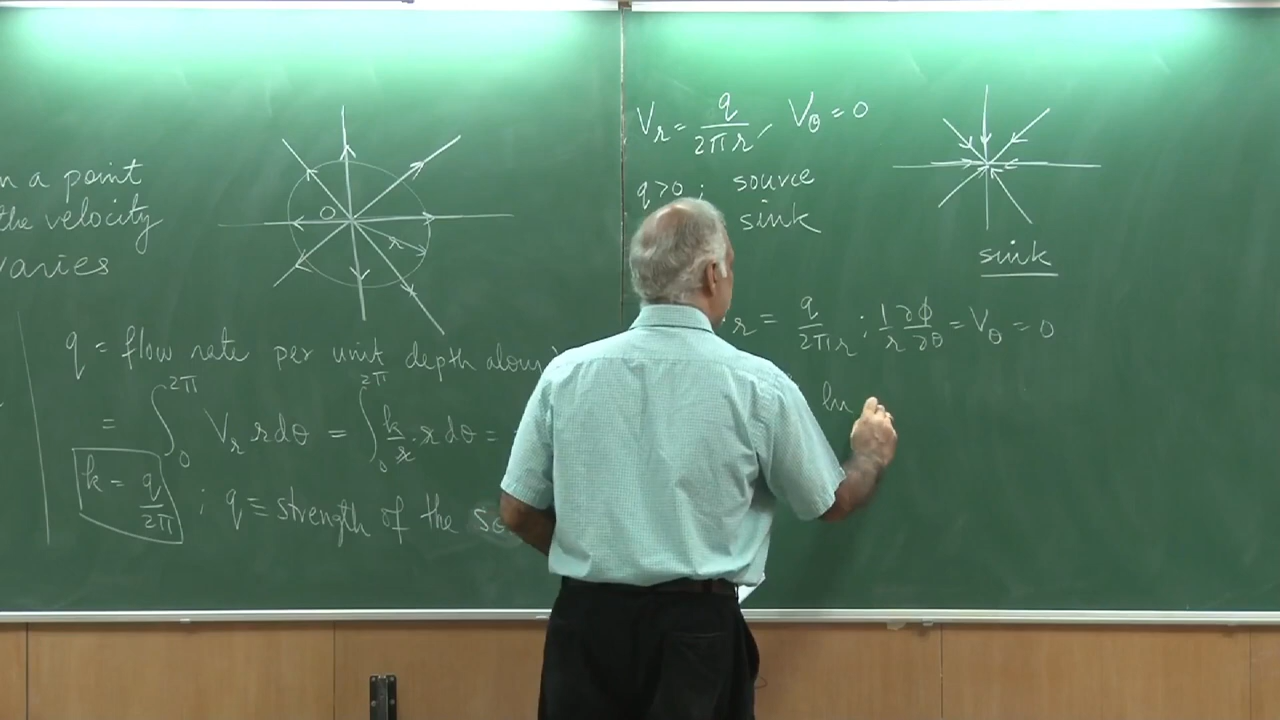 n a point
the velocity
varies
O
r
q = flow rate per unit depth along
= ∫₀^2π V_r r dθ = ∫₀^2π k/r · r dθ =
k = q/2π ; q = strength of the so
V_r = q/2πr, V_θ = 0
q > 0 ; source
sink
sink
r = q/2πr ; 1/r ∂ϕ/∂θ = V_θ = 0
ln